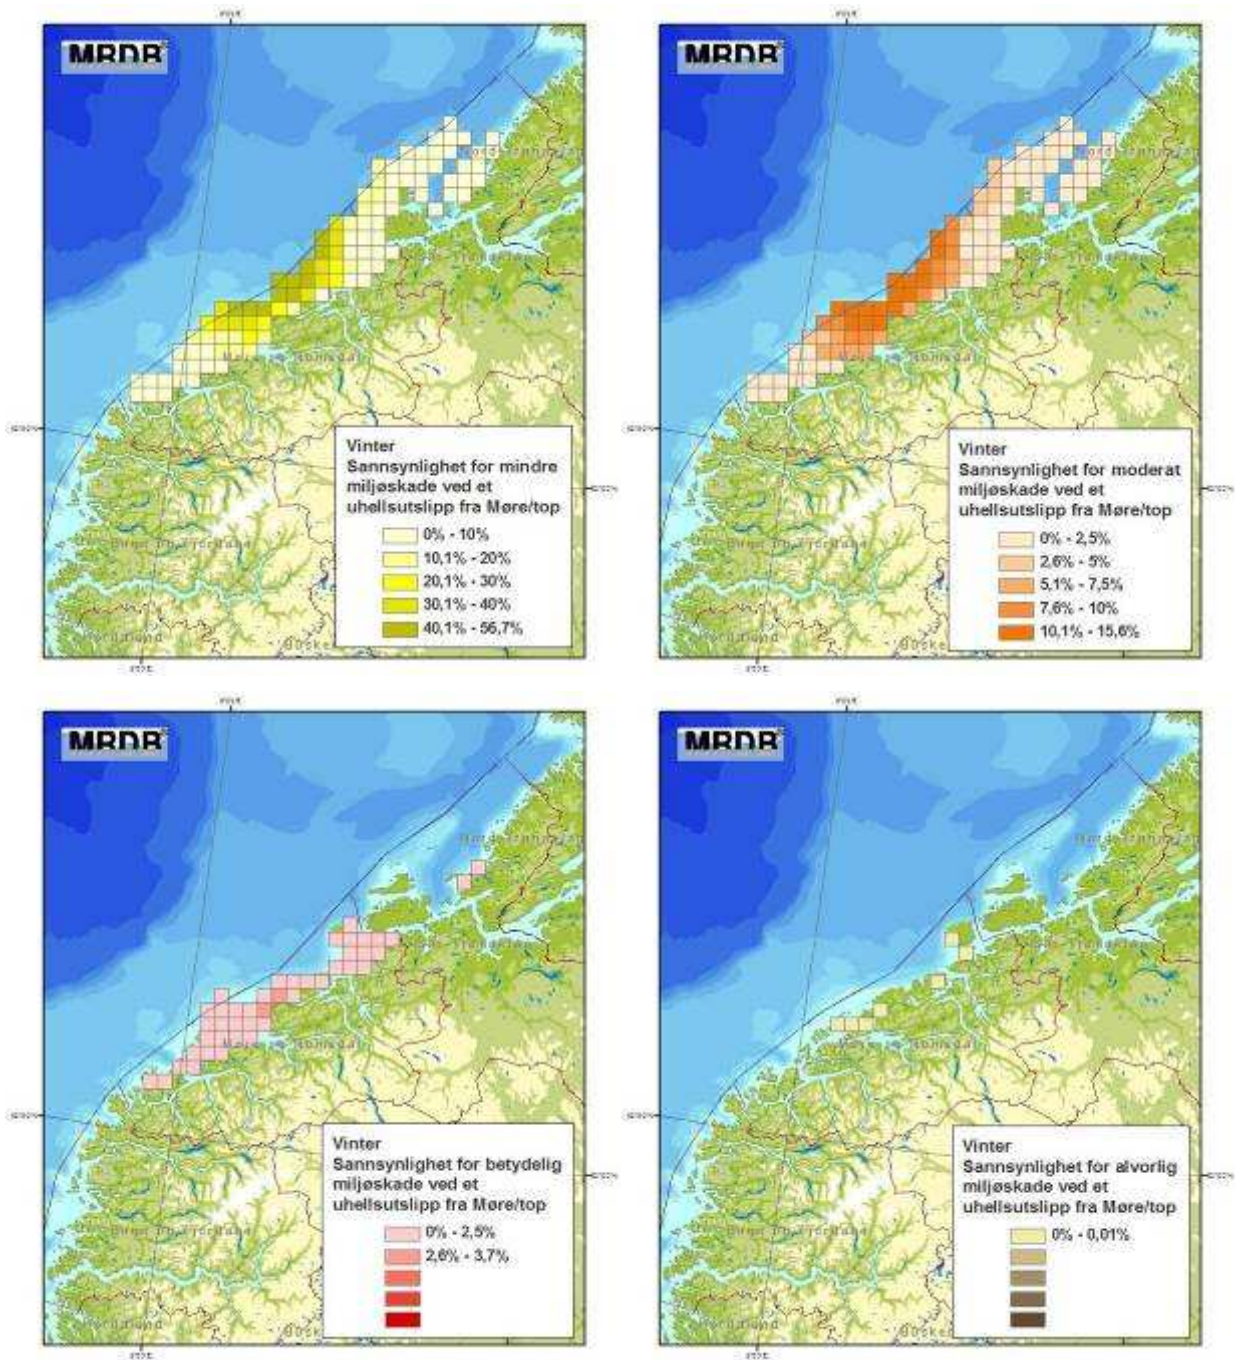 MRDB
Vinter
Sannsynlighet for mindre
miljøskade ved et
uhellsutslipp fra Møre/top
0% - 10%
10,1% - 20%
20,1% - 30%
30,1% - 40%
40,1% - 56,7%
MRDB
Vinter
Sannsynlighet for moderat
miljøskade ved et
uhellsutslipp fra Møre/top
0% - 2,5%
2,6% - 5%
5,1% - 7,5%
7,6% - 10%
10,1% - 15,6%
MRDB
Vinter
Sannsynlighet for betydelig
miljøskade ved et
uhellsutslipp fra Møre/top
0% - 2,5%
2,6% - 3,7%
MRDB
Vinter
Sannsynlighet for alvorlig
miljøskade ved et
uhellsutslipp fra Møre/top
0% - 0,01%